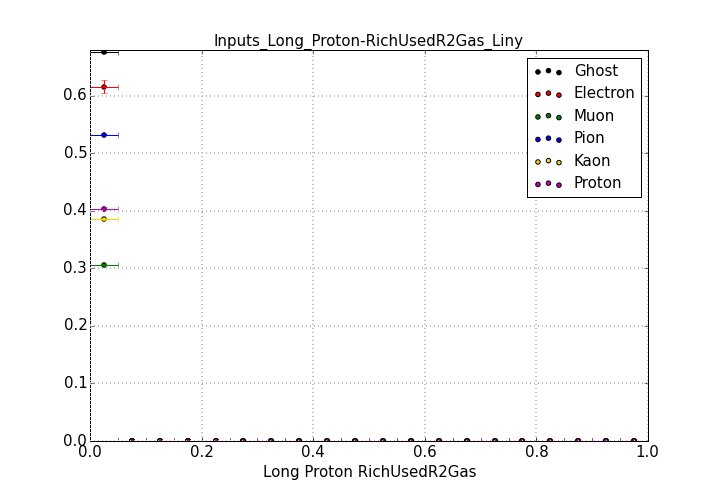 Inputs_Long_Proton-RichUsedR2Gas_Liny
Ghost
Electron
Muon
Pion
Kaon
Proton
0.6
0.5
0.4
0.3
0.2
0.1
0.0
0.0 0.2 0.4 0.6 0.8 1.0
Long Proton RichUsedR2Gas